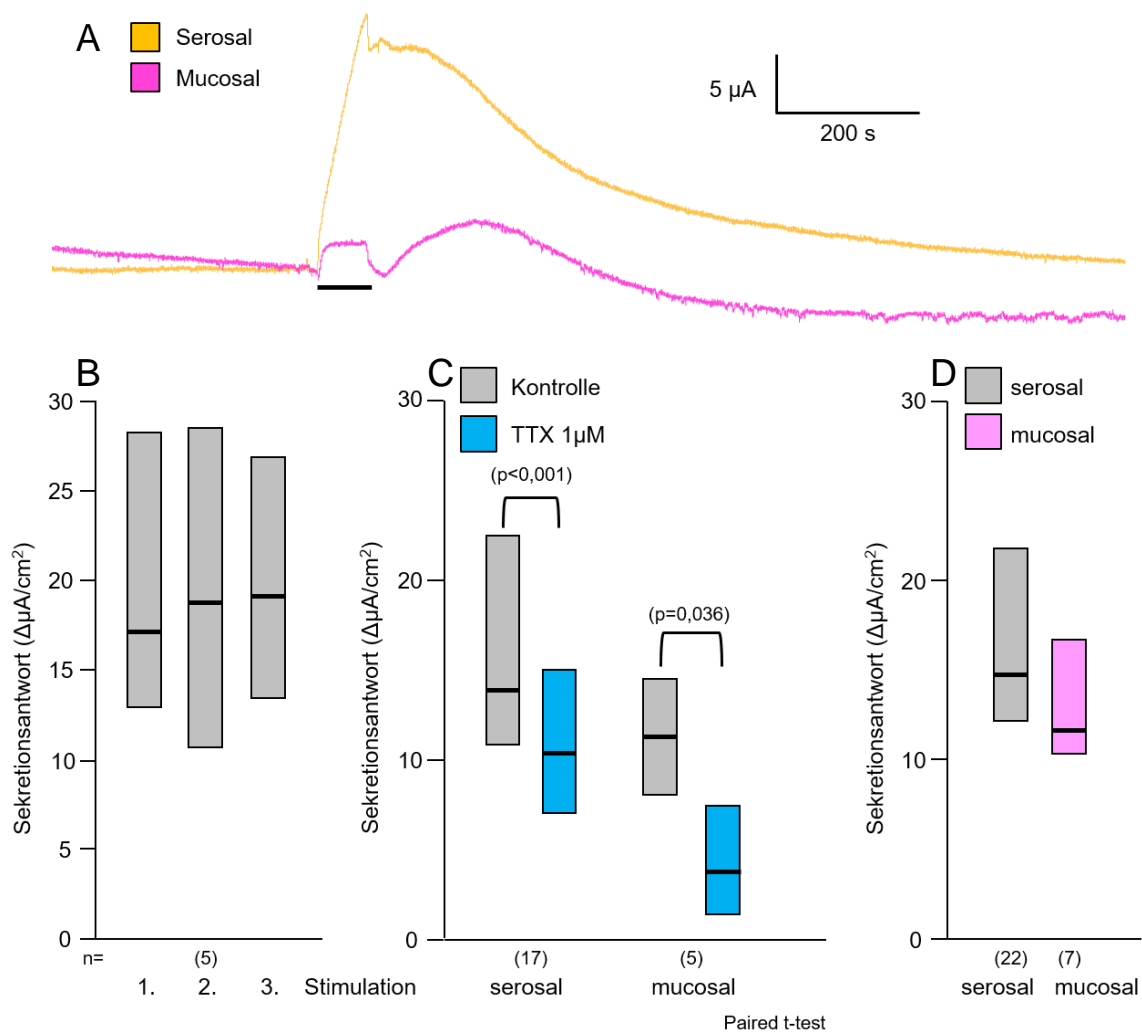 A
Serosal
Mucosal
5 µA
200 s
B
Sekretionsantwort (ΔµA/cm²)
30
25
20
15
10
5
0
n= (5)
1. 2. 3. Stimulation
C
Kontrolle
TTX 1µM
Sekretionsantwort (ΔµA/cm²)
30
20
10
0
(p<0,001)
(p=0,036)
(17) (5)
serosal mucosal
Paired t-test
D
serosal
mucosal
Sekretionsantwort (ΔµA/cm²)
30
20
10
0
(22) (7)
serosal mucosal